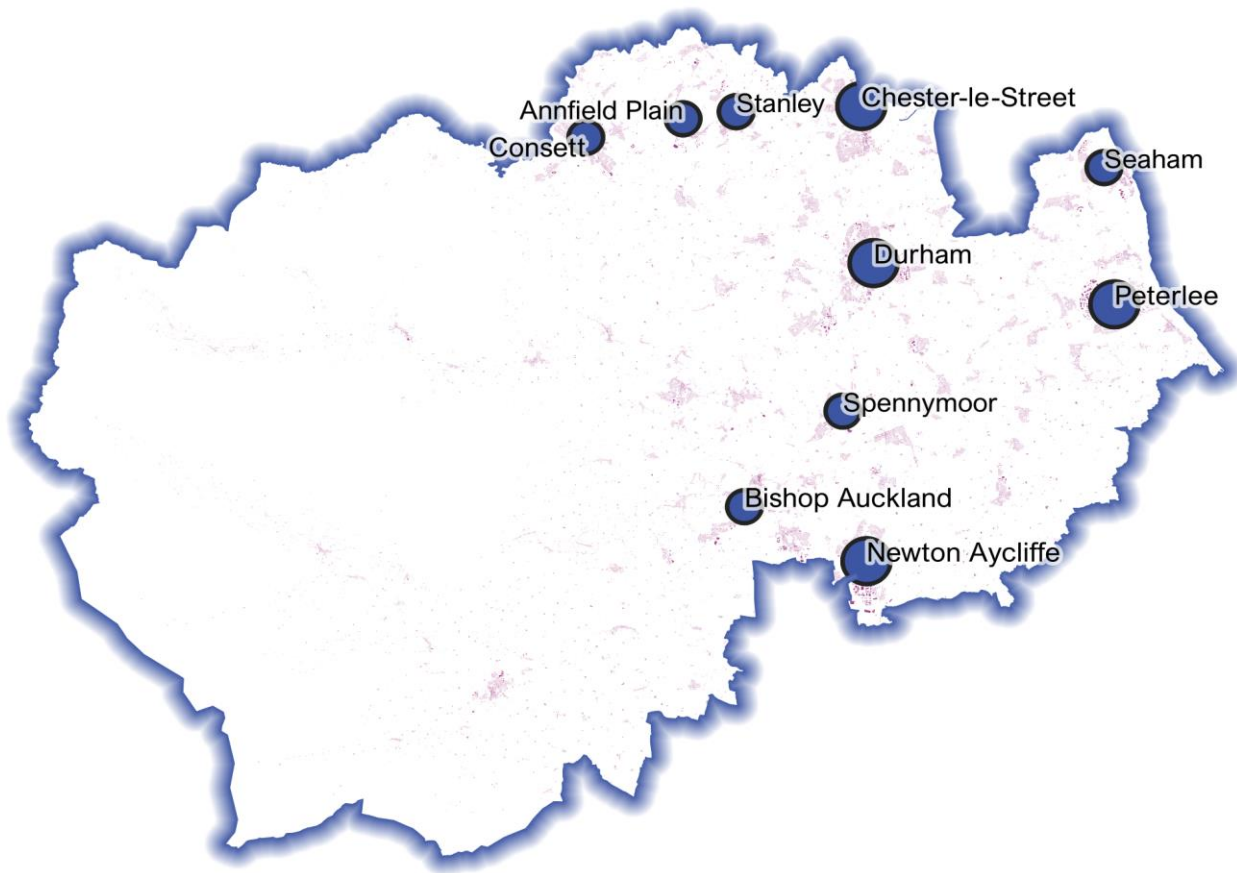 Chester-le-Street
Annfield Plain
Stanley
Consett
Seaham
Durham
Peterlee
Spennymoor
Bishop Auckland
Newton Aycliffe